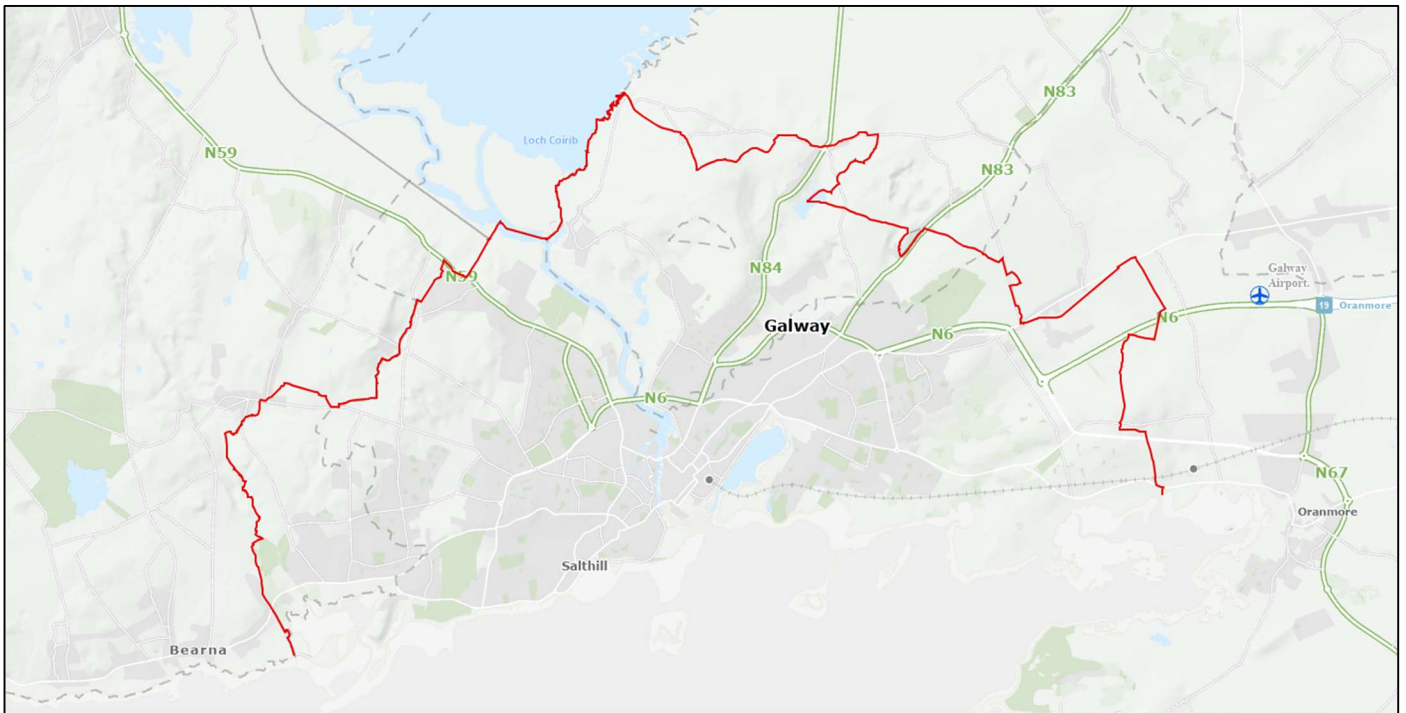 N83
Loch Coirib
N59
N83
N84
N59
Galway
Airport
19 Oranmore
N6
Galway
N6
N6
N67
Oranmore
Salthill
Bearna